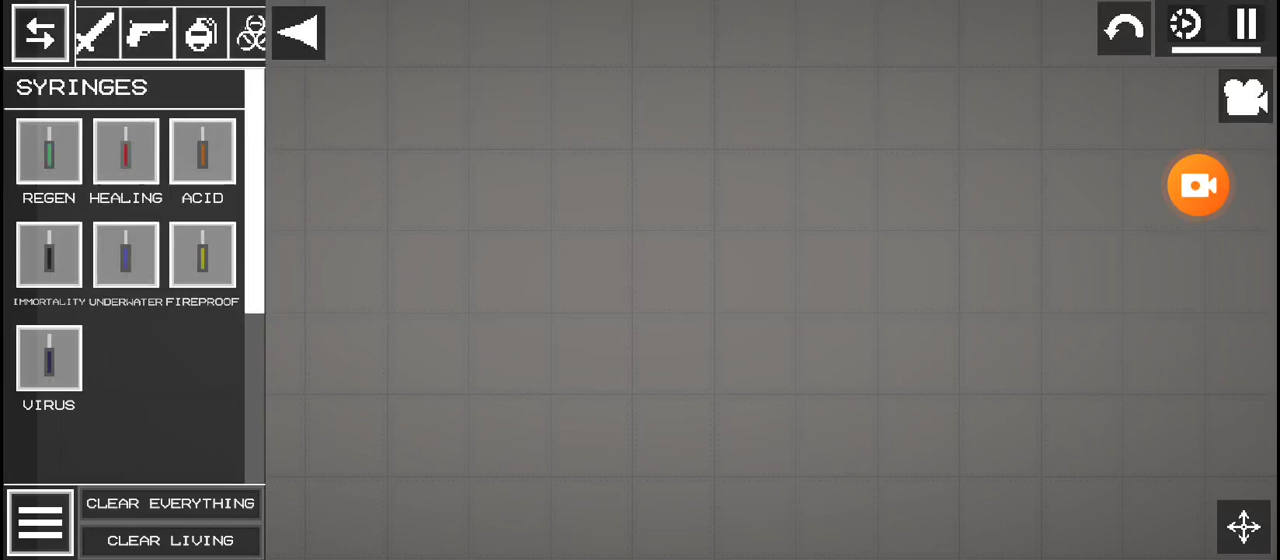 SYRINGES
REGEN HEALING ACID
IMMORTALITY UNDERWATER FIREPROOF
VIRUS
CLEAR EVERYTHING
CLEAR LIVING